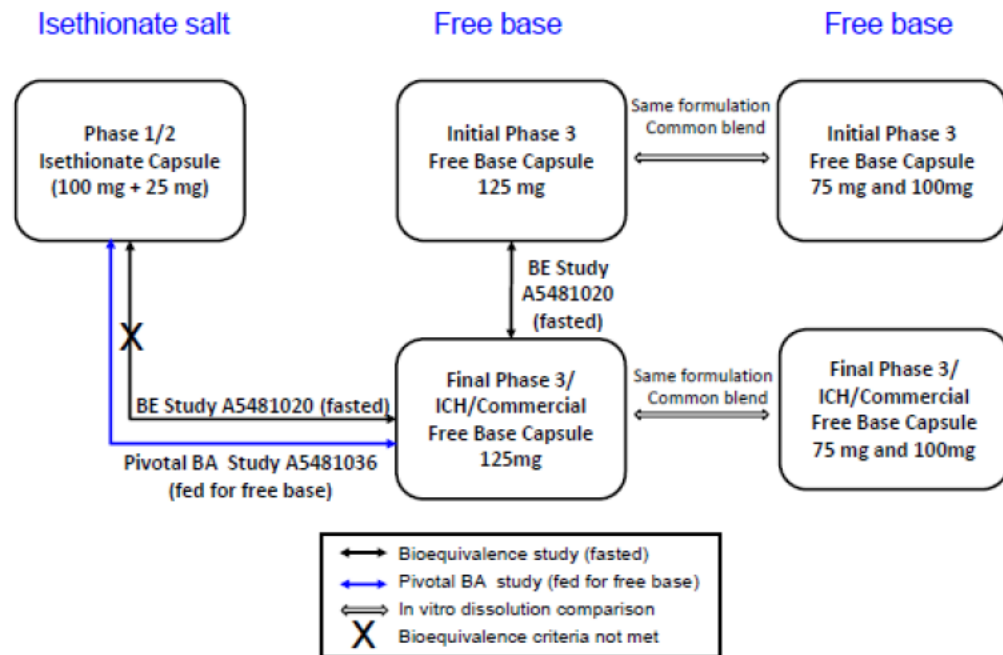 Isethionate salt
Free base
Free base
Phase 1/2
Isethionate Capsule
(100 mg + 25 mg)
Initial Phase 3
Free Base Capsule
125 mg
Same formulation
Common blend
Initial Phase 3
Free Base Capsule
75 mg and 100mg
BE Study
A5481020
(fasted)
X
BE Study A5481020 (fasted)
Pivotal BA Study A5481036
(fed for free base)
Final Phase 3/
ICH/Commercial
Free Base Capsule
125mg
Same formulation
Common blend
Final Phase 3/
ICH/Commercial
Free Base Capsule
75 mg and 100mg
Bioequivalence study (fasted)
Pivotal BA study (fed for free base)
In vitro dissolution comparison
X Bioequivalence criteria not met